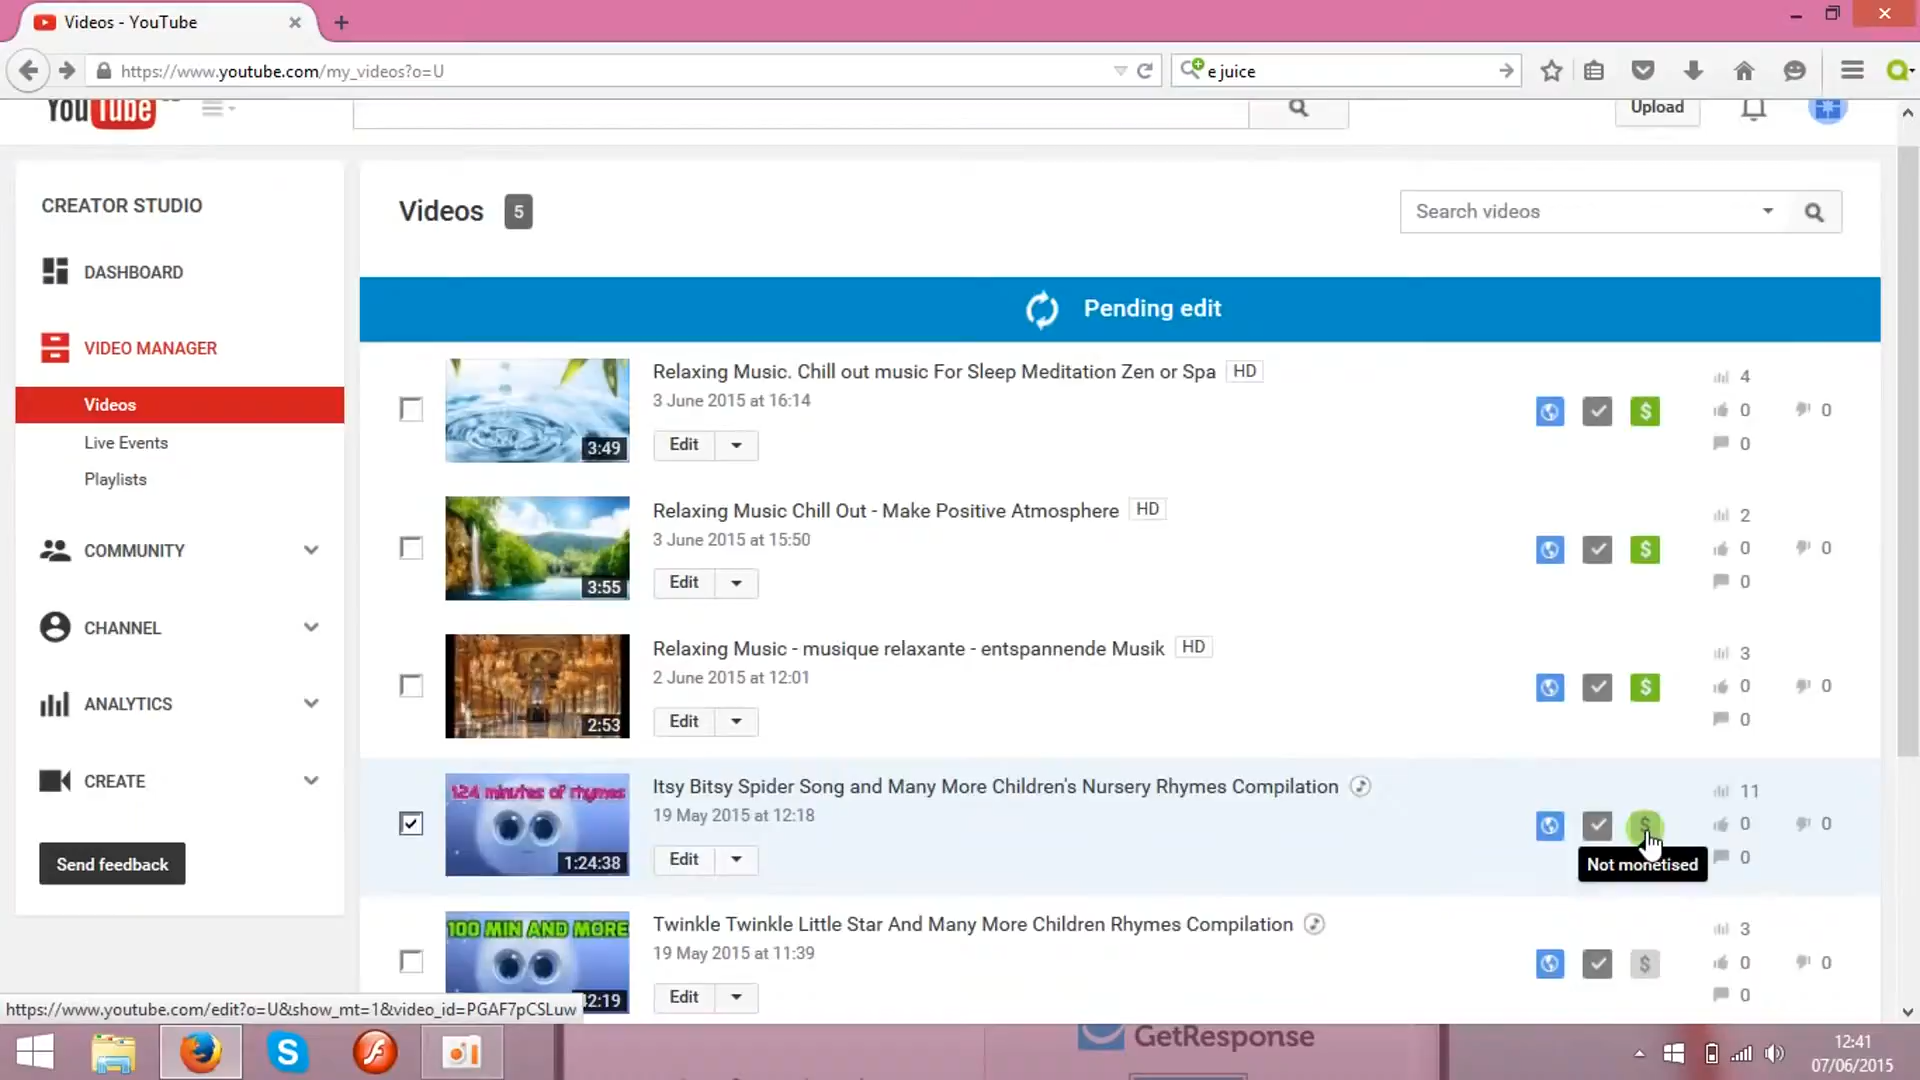 Videos - YouTube
https://www.youtube.com/my_videos?o=U
e juice
YouTube
Upload
CREATOR STUDIO
DASHBOARD
VIDEO MANAGER
Videos
Live Events
Playlists
COMMUNITY
CHANNEL
ANALYTICS
CREATE
Send feedback
Videos 5
Search videos
Pending edit
Relaxing Music. Chill out music For Sleep Meditation Zen or Spa HD
3 June 2015 at 16:14
3:49
Edit
4
0 0
0
Relaxing Music Chill Out - Make Positive Atmosphere HD
3 June 2015 at 15:50
3:55
Edit
2
0 0
0
Relaxing Music - musique relaxante - entspannende Musik HD
2 June 2015 at 12:01
2:53
Edit
3
0 0
0
124 minutes of rhymes
Itsy Bitsy Spider Song and Many More Children's Nursery Rhymes Compilation
19 May 2015 at 12:18
1:24:38
Edit
11
0 0
0
Not monetised
100 MIN AND MORE
Twinkle Twinkle Little Star And Many More Children Rhymes Compilation
19 May 2015 at 11:39
Edit
3
0 0
0
https://www.youtube.com/edit?o=U&show_mt=1&video_id=PGAF7pCSLuw
GetResponse
12:41
07/06/2015